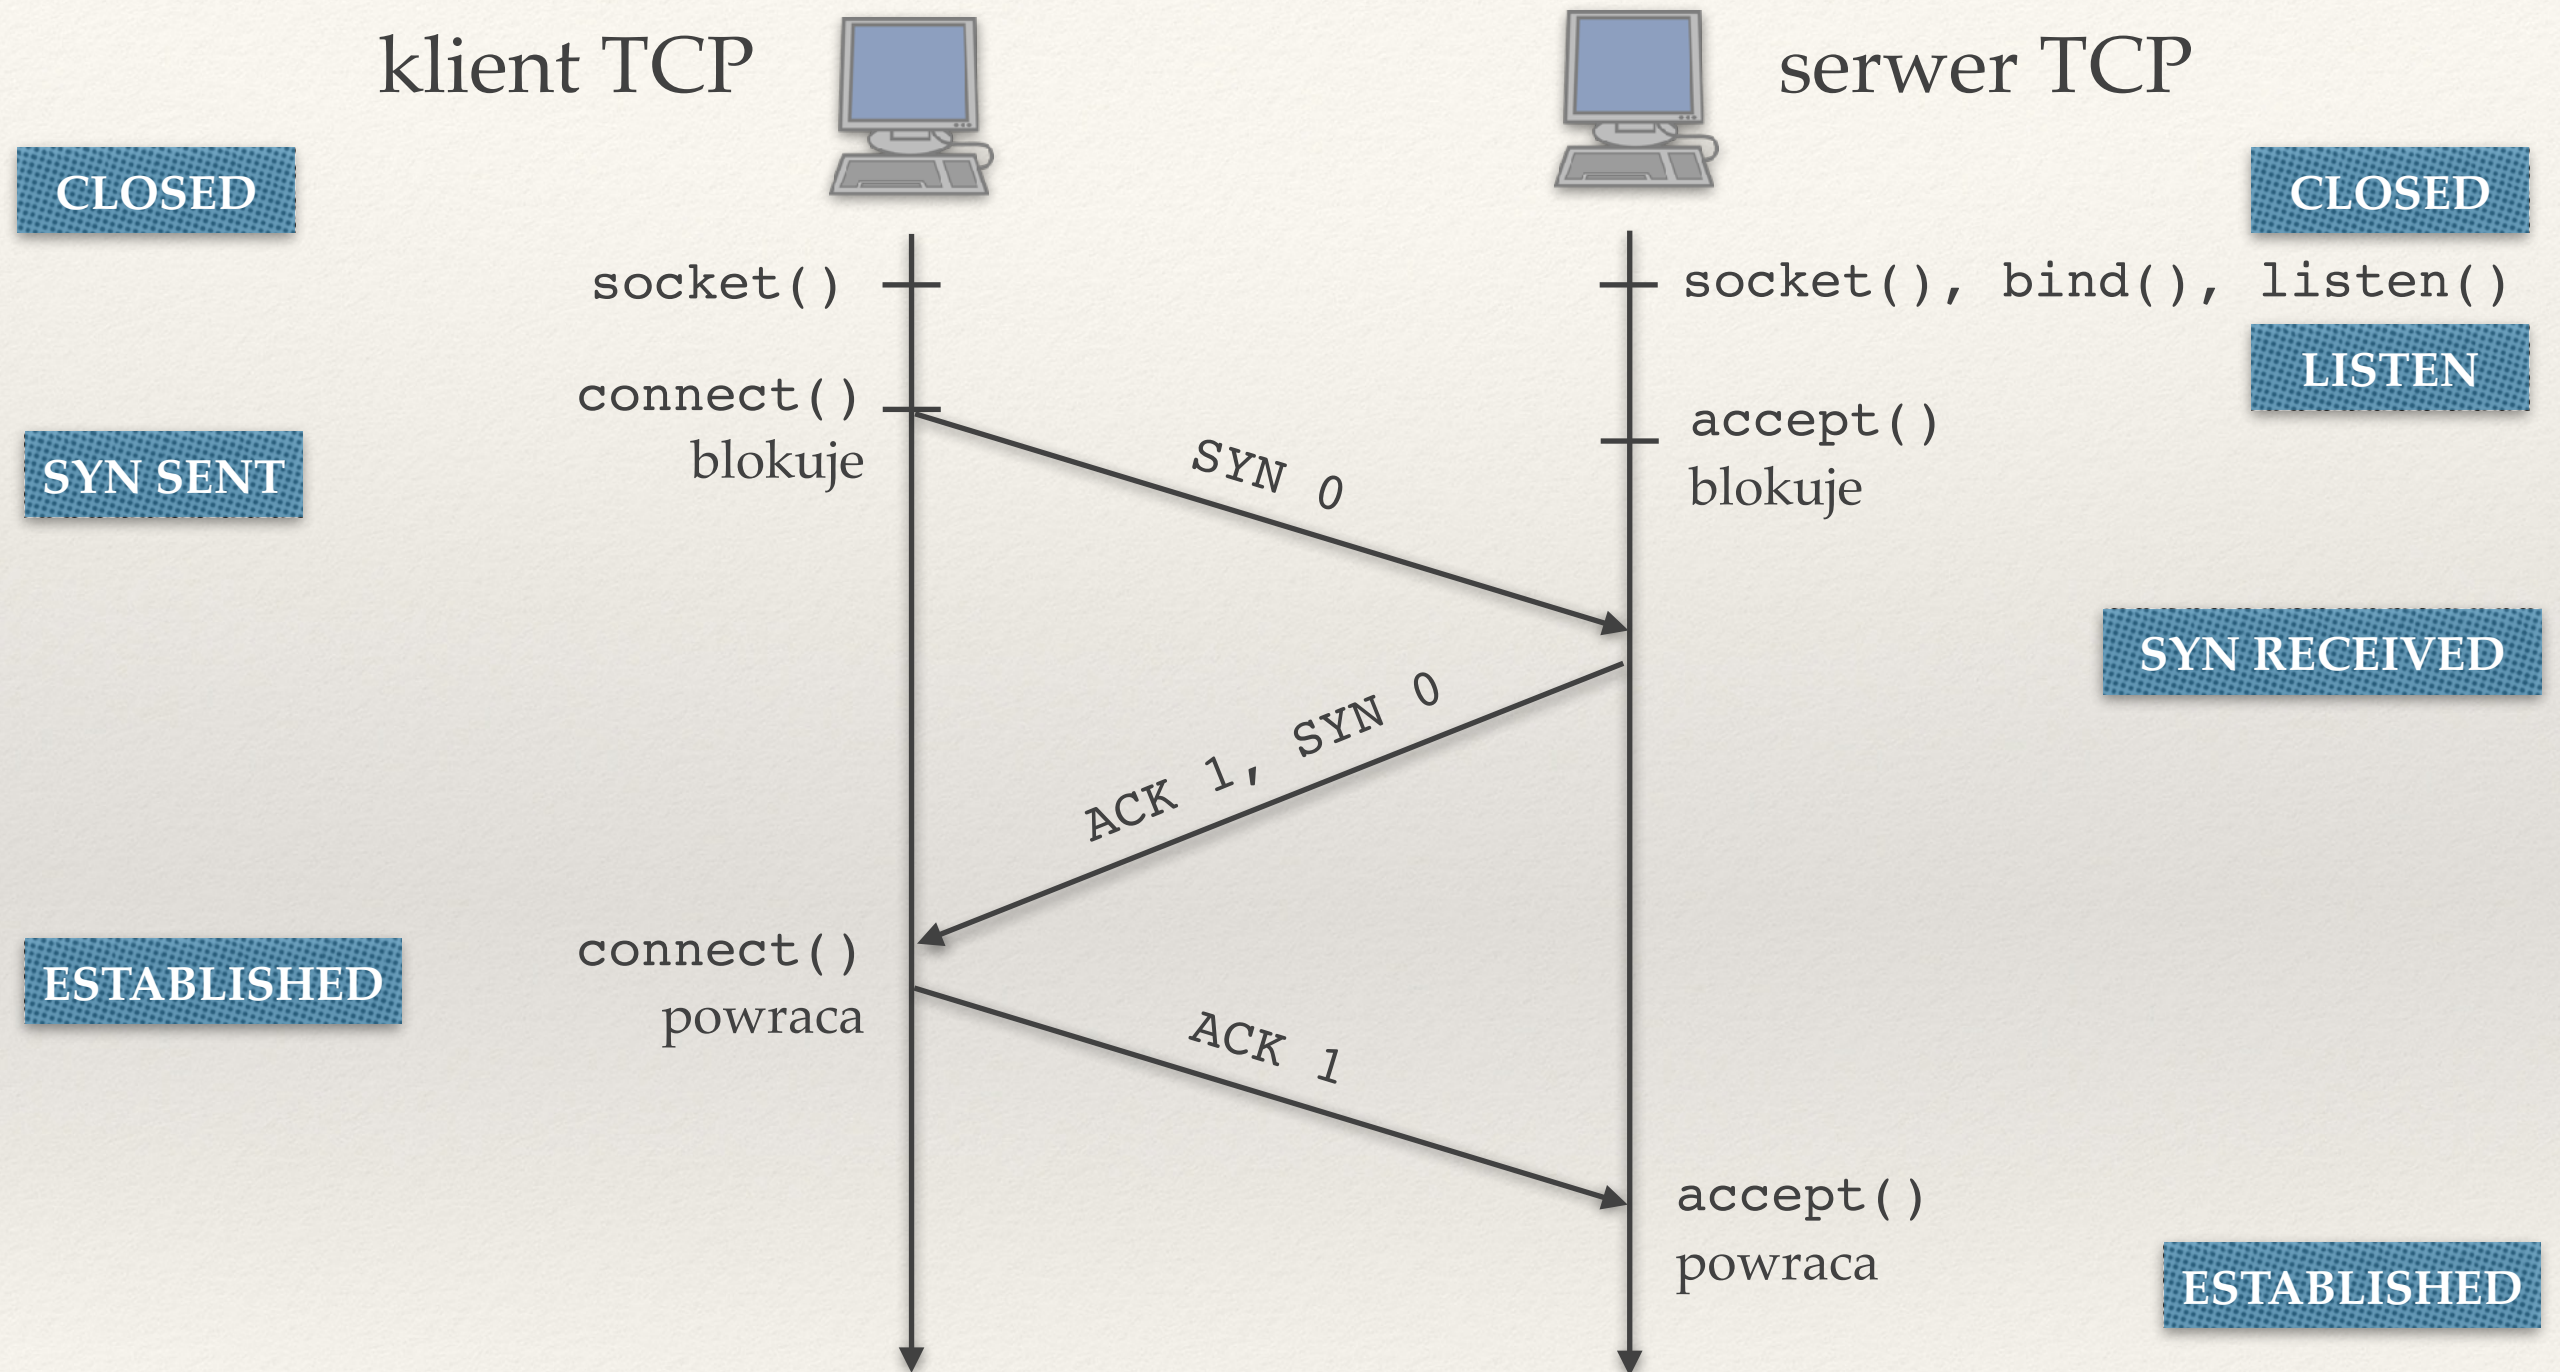 klient TCP
serwer TCP
CLOSED
CLOSED
socket()
socket(), bind(), listen()
LISTEN
connect()
blokuje
accept()
blokuje
SYN SENT
SYN 0
SYN RECEIVED
ACK 1, SYN 0
connect()
powraca
ESTABLISHED
ACK 1
accept()
powraca
ESTABLISHED